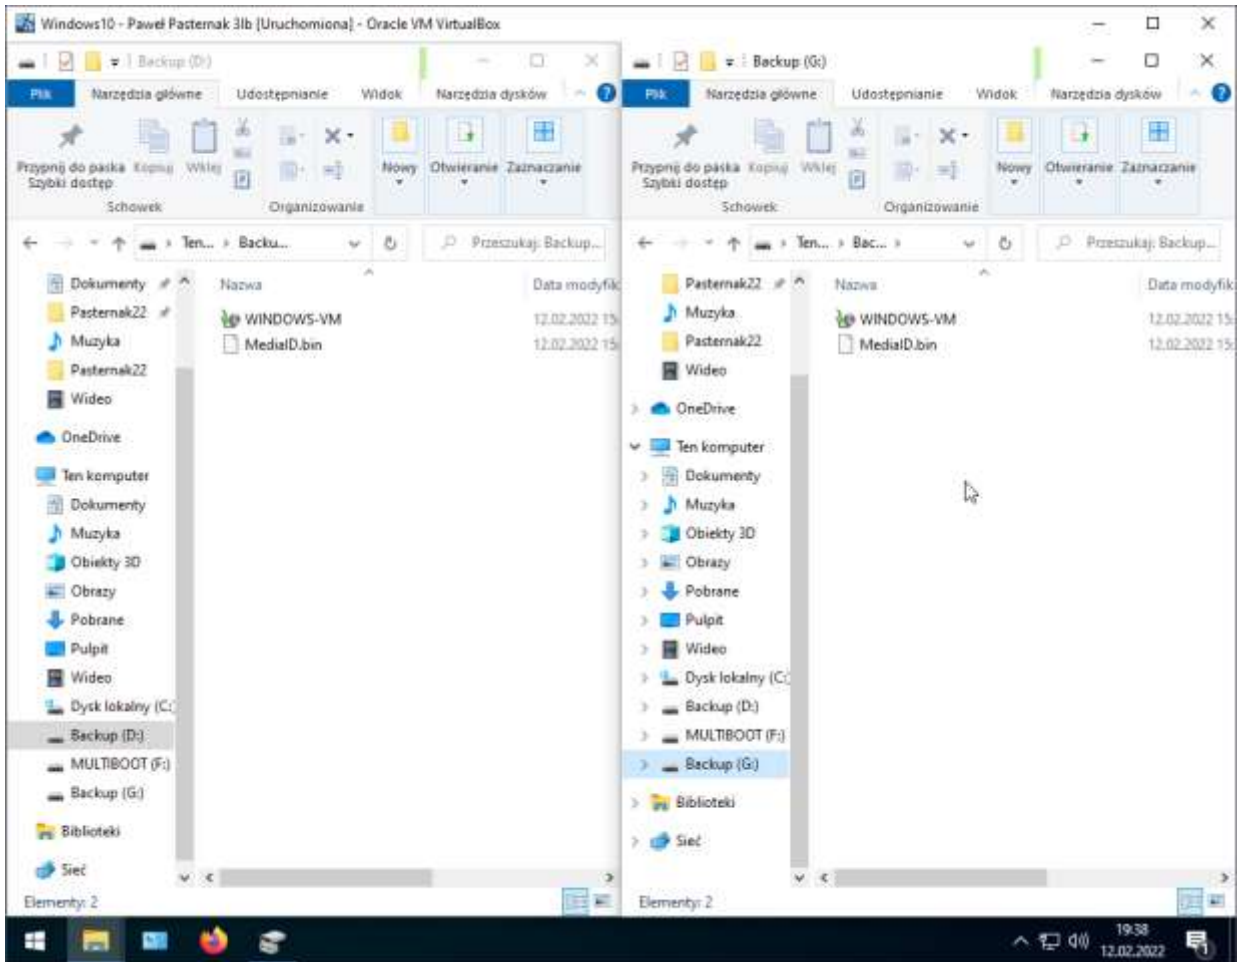 Windows10 - Paweł Pasternak 3lb [Uruchomiona] - Oracle VM VirtualBox
Backup (D:)
Plik Narzędzia główne Udostępnianie Widok Narzędzia dysków
Przypnij do paska Szybki dostęp
Kopiuj Wklej
Nowy Otwieranie Zaznaczanie
Schowek Organizowanie
Ten... Backu...
Przeszukaj: Backup...
Nazwa Data modyfik
WINDOWS-VM 12.02.2022 15:
MediaID.bin 12.02.2022 15:
Dokumenty
Pasternak22
Muzyka
Pasternak22
Wideo
OneDrive
Ten komputer
Dokumenty
Muzyka
Obiekty 3D
Obrazy
Pobrane
Pulpit
Wideo
Dysk lokalny (C:
Backup (D:)
MULTIBOOT (F:)
Backup (G:)
Biblioteki
Sieć
Elementy: 2
Backup (G:)
Plik Narzędzia główne Udostępnianie Widok Narzędzia dysków
Przypnij do paska Szybki dostęp
Kopiuj Wklej
Nowy Otwieranie Zaznaczanie
Schowek Organizowanie
Ten... Bac...
Przeszukaj: Backup...
Nazwa Data modyfik
WINDOWS-VM 12.02.2022 15:
MediaID.bin 12.02.2022 15:
Pasternak22
Muzyka
Pasternak22
Wideo
OneDrive
Ten komputer
Dokumenty
Muzyka
Obiekty 3D
Obrazy
Pobrane
Pulpit
Wideo
Dysk lokalny (C:
Backup (D:)
MULTIBOOT (F:)
Backup (G:)
Biblioteki
Sieć
Elementy: 2
19:38
12.02.2022
1